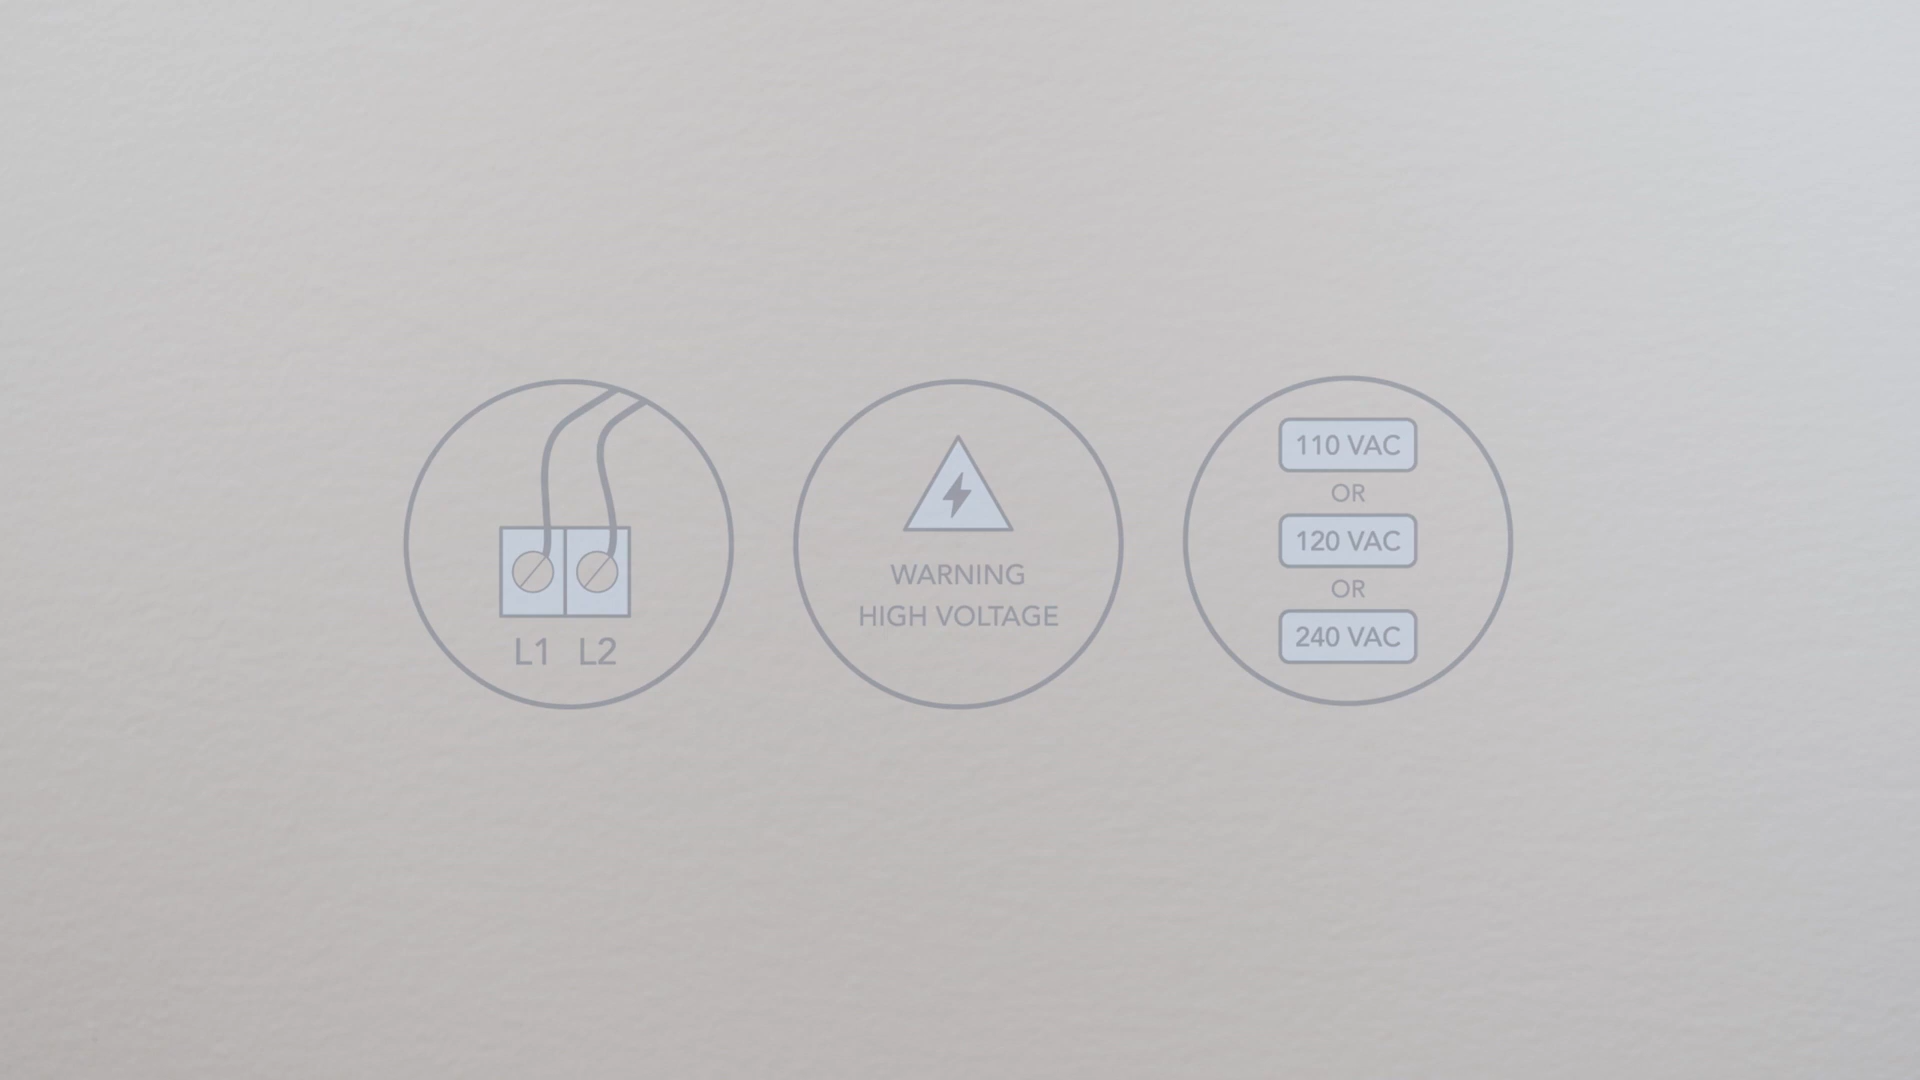 L1 L2
WARNING
HIGH VOLTAGE
110 VAC
OR
120 VAC
OR
240 VAC